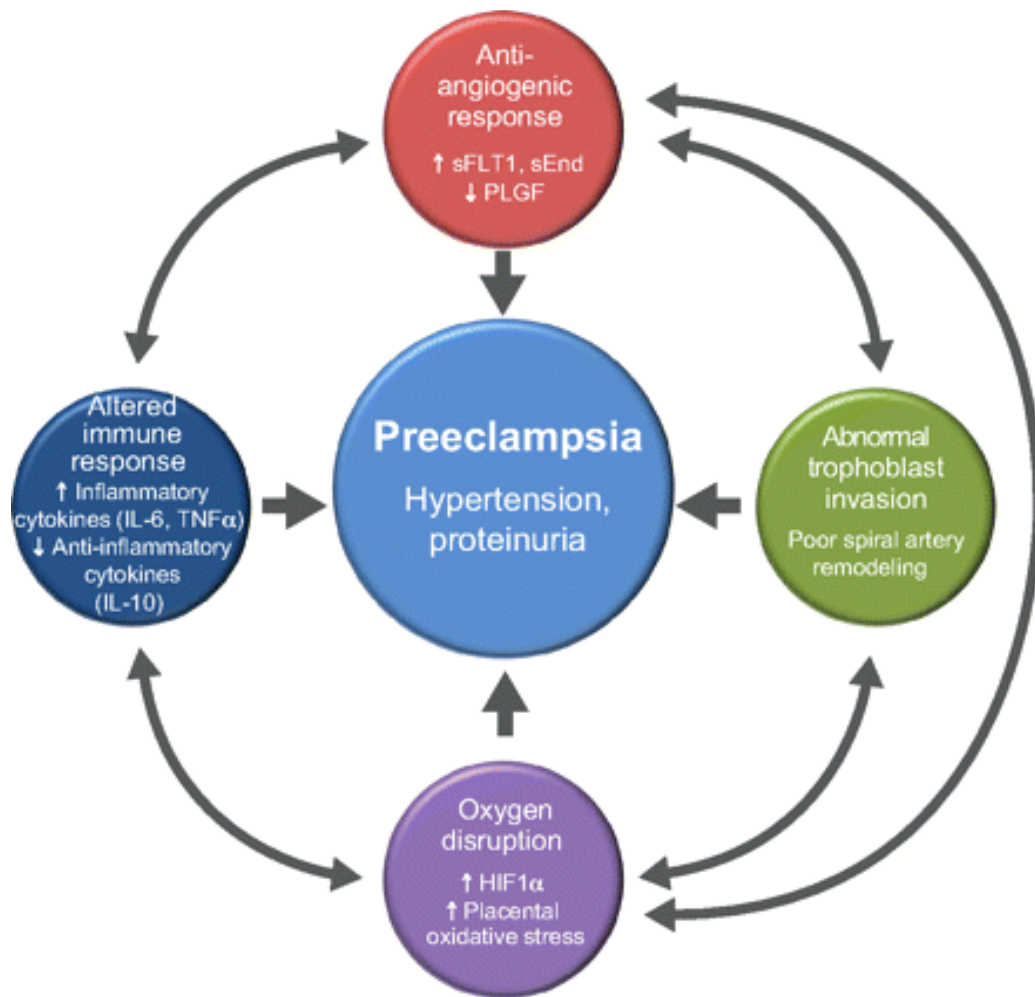 Anti-
angiogenic
response
↑ sFLT1, sEnd
↓ PLGF
Altered
immune
response
↑ Inflammatory
cytokines (IL-6, TNFα)
↓ Anti-inflammatory
cytokines
(IL-10)
Preeclampsia
Hypertension,
proteinuria
Abnormal
trophoblast
invasion
Poor spiral artery
remodeling
Oxygen
disruption
↑ HIF1α
↑ Placental
oxidative stress